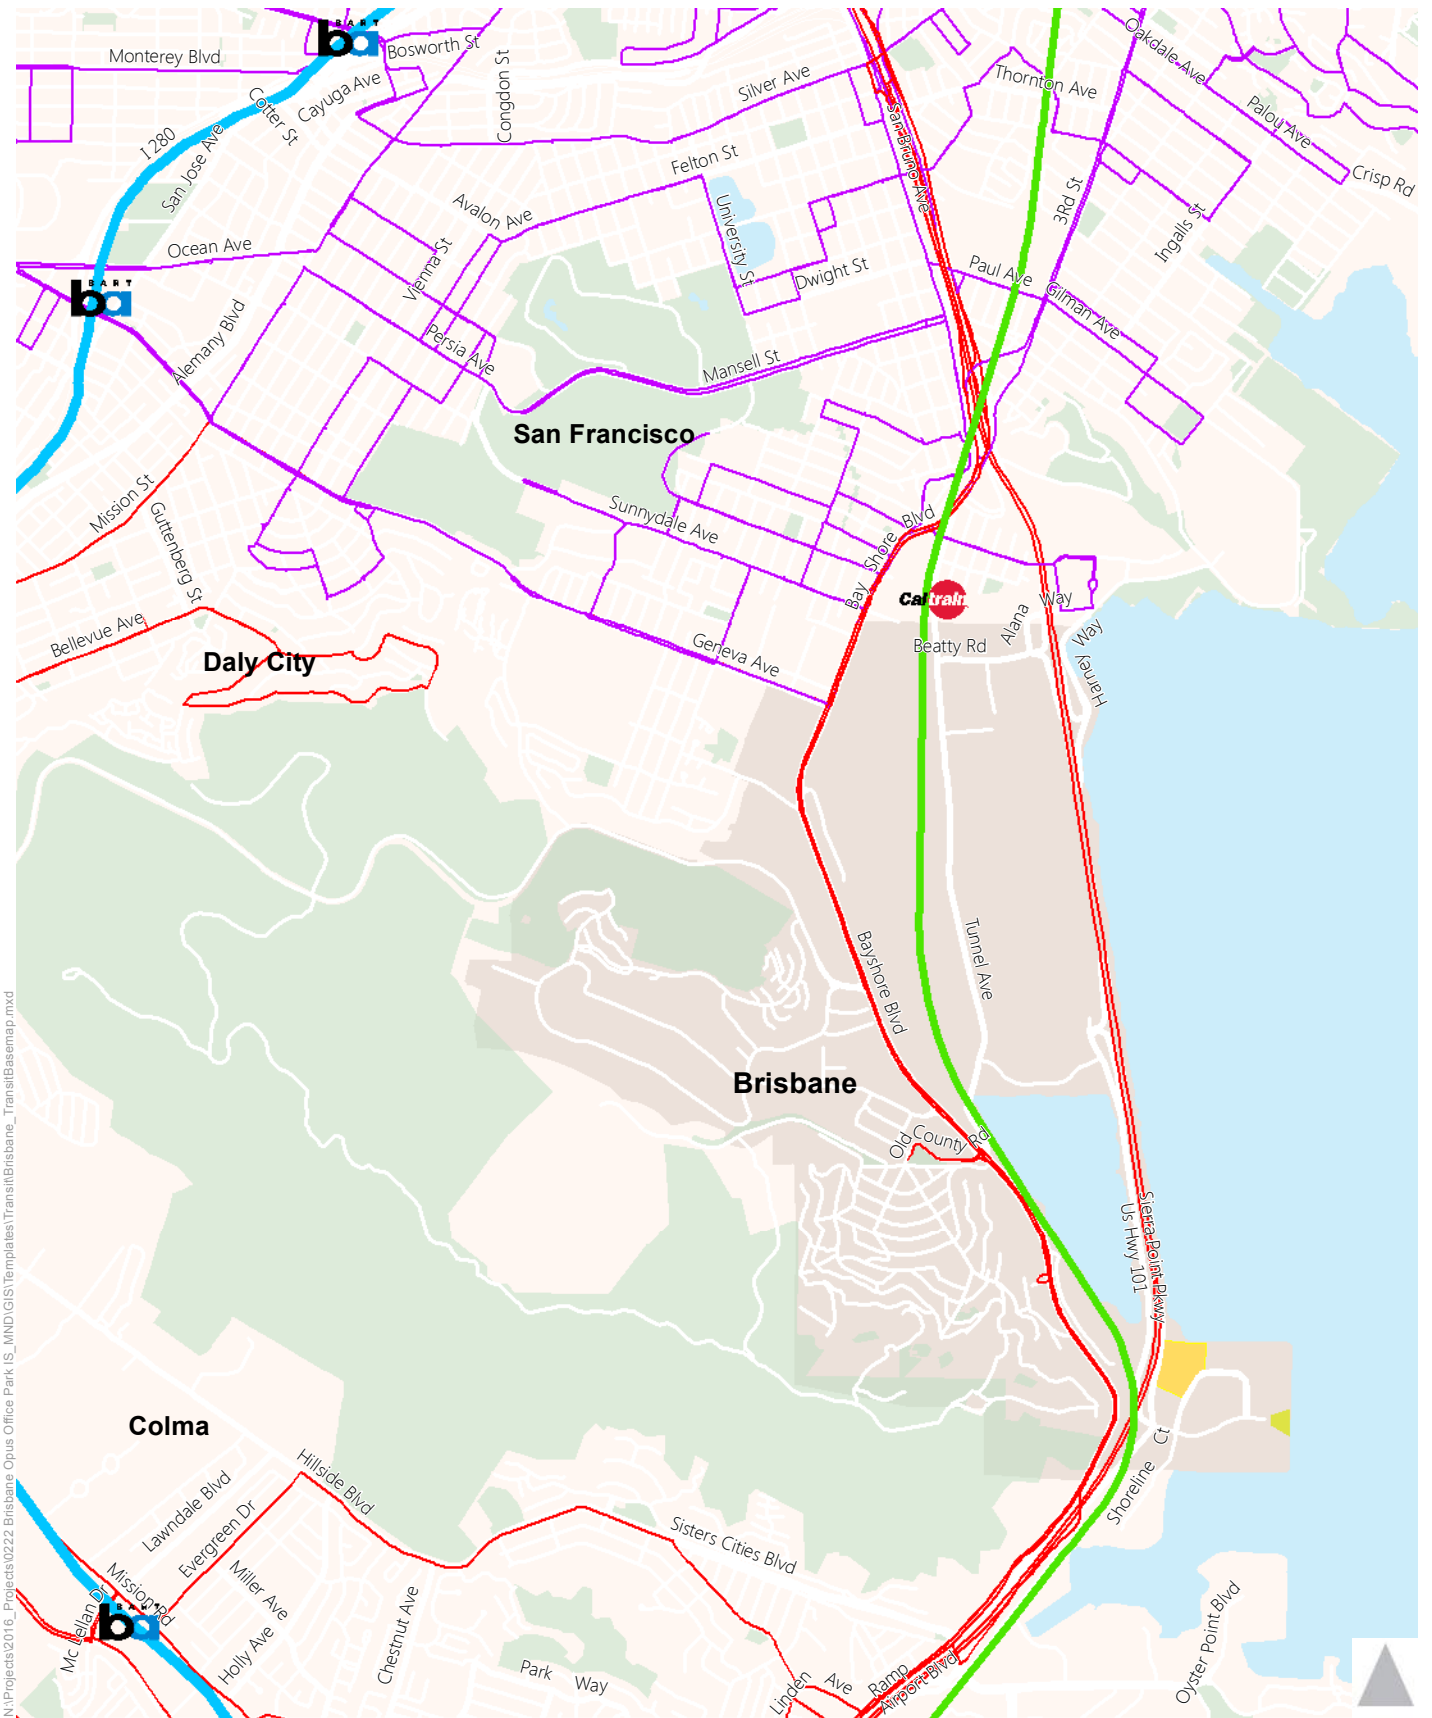 BART
ba
Bosworth St
Monterey Blvd
Cayuga Ave
Cotter St
Congdon St
Silver Ave
Thornton Ave
Oakdale Ave
Palou Ave
Crisp Rd
I 280
San Jose Ave
San Bruno Ave
Felton St
Avalon Ave
University St
3Rd St
Ingalls St
Ocean Ave
Vienna St
Dwight St
Paul Ave
Gilman Ave
BART
ba
Alemany Blvd
Persia Ave
Mansell St
San Francisco
Mission St
Guttenberg St
Sunnydale Ave
Bay Shore Blvd
Caltrain
Alana Way
Harney Way
Beatty Rd
Bellevue Ave
Daly City
Geneva Ave
Bayshore Blvd
Tunnel Ave
Brisbane
Old County Rd
Sierra Point Pkwy
Us Hwy 101
Colma
Hillside Blvd
Lawndale Blvd
Evergreen Dr
Shoreline Ct
Sisters Cities Blvd
Miller Ave
Mission Rd
BART
ba
Mc Lellan Dr
Holly Ave
Chestnut Ave
Park Way
Linden Ave
Ramp
Airport Blvd
Oyster Point Blvd
N:\Projects\2016_Projects\0222 Brisbane Opus Office Park IS_MND\GIS\Templates\Transit\Brisbane_TransitBasemap.mxd